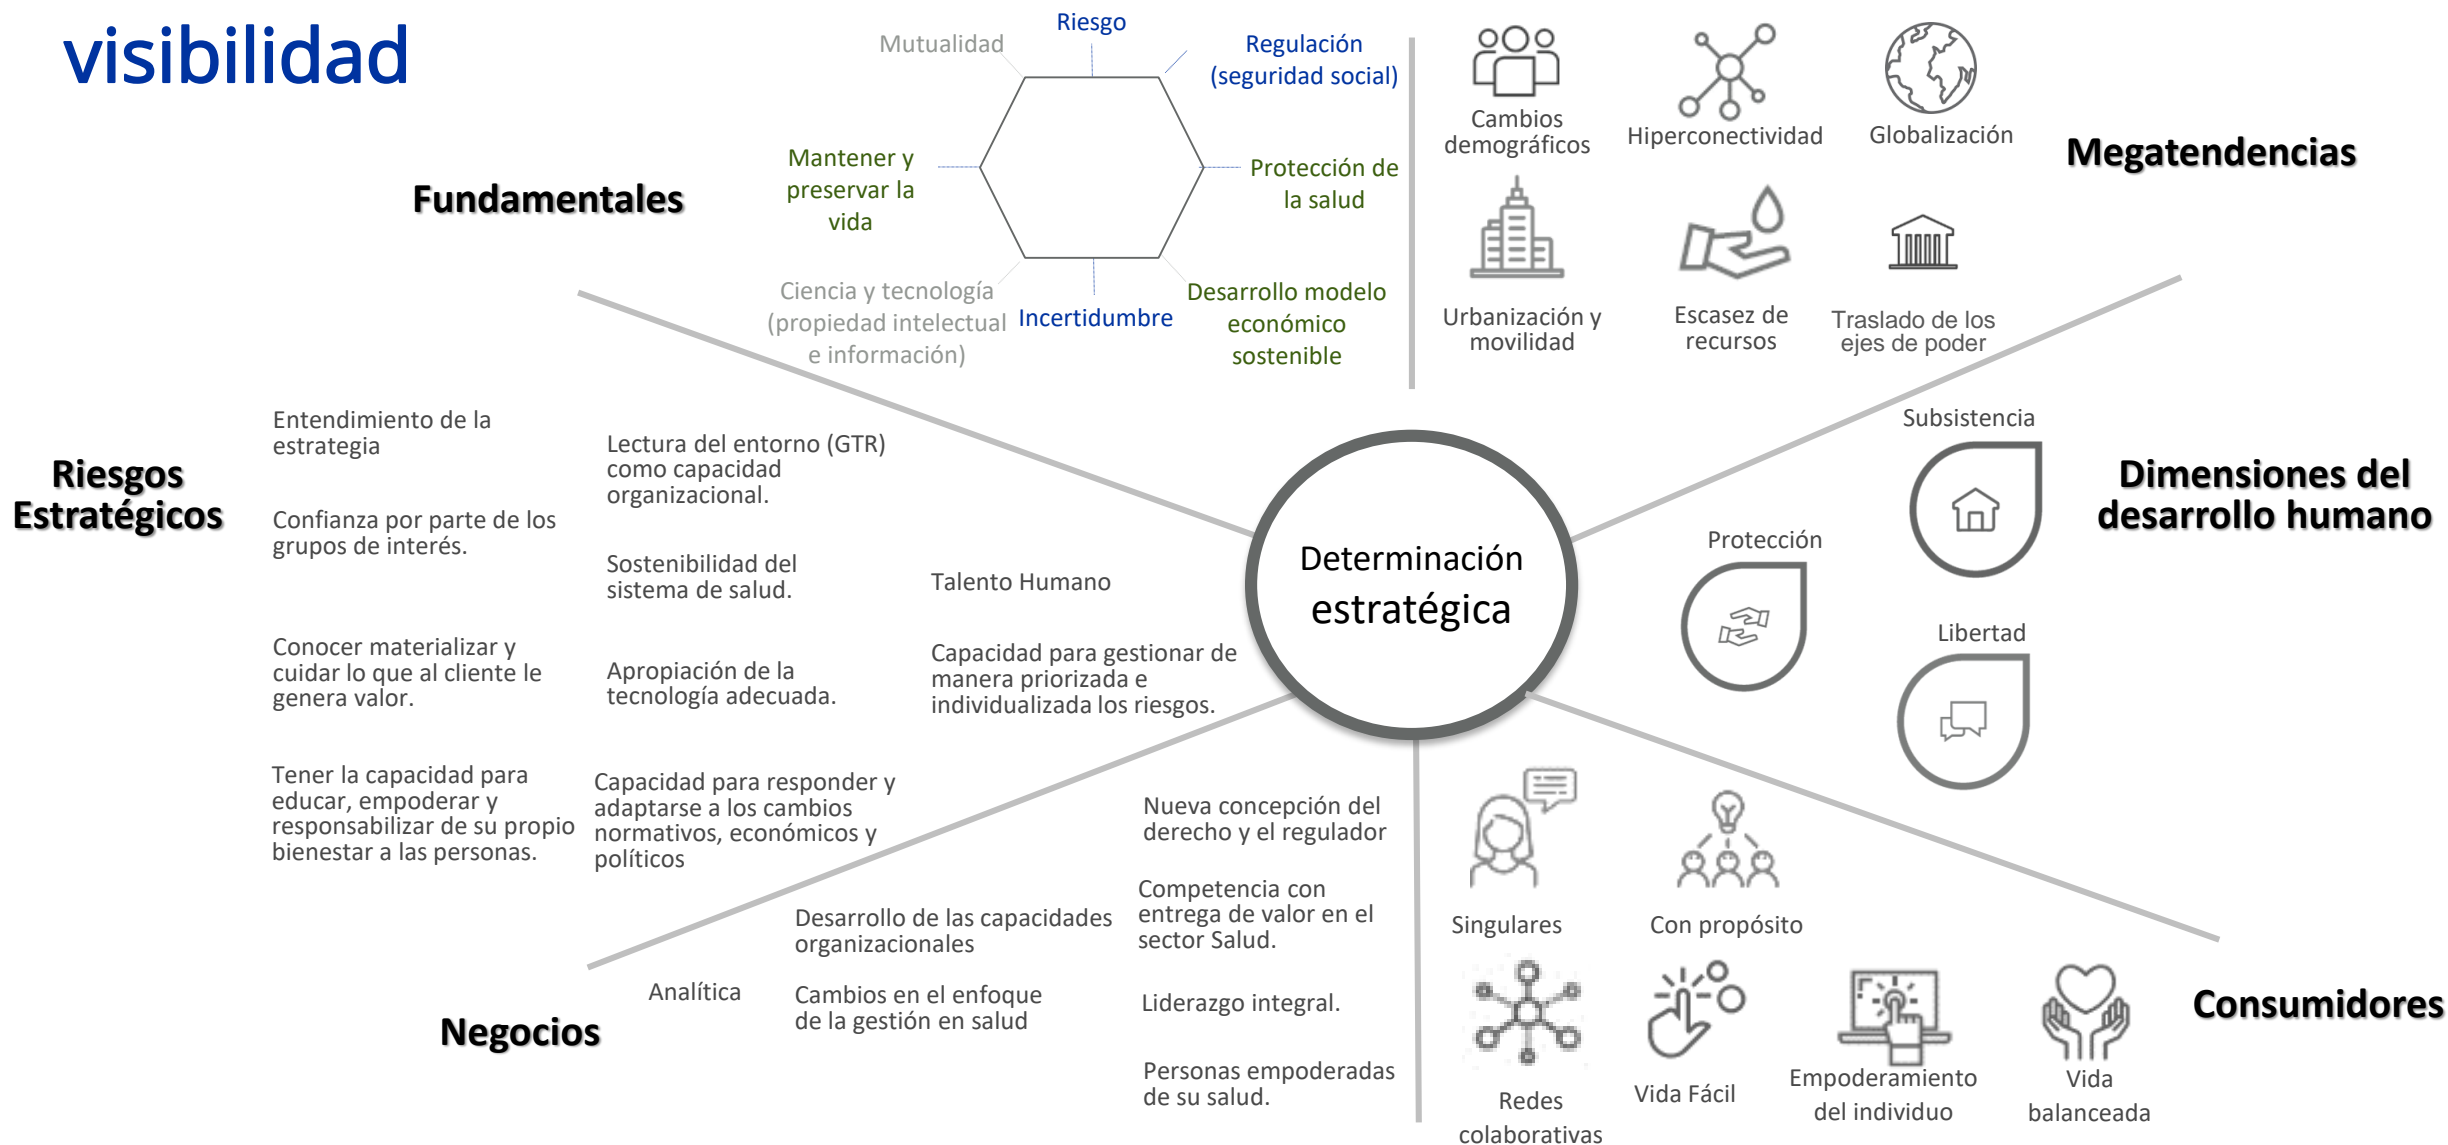 visibilidad
Fundamentales
Mutualidad
Riesgo
Regulación
(seguridad social)
Mantener y
preservar la
vida
Protección de
la salud
Ciencia y tecnología
(propiedad intelectual
e información)
Incertidumbre
Desarrollo modelo
económico
sostenible
Megatendencias
Cambios
demográficos
Hiperconectividad
Globalización
Urbanización y
movilidad
Escasez de
recursos
Traslado de los
ejes de poder
Riesgos
Estratégicos
Entendimiento de la
estrategia
Confianza por parte de los
grupos de interés.
Conocer materializar y
cuidar lo que al cliente le
genera valor.
Tener la capacidad para
educar, empoderar y
responsabilizar de su propio
bienestar a las personas.
Lectura del entorno (GTR)
como capacidad
organizacional.
Sostenibilidad del
sistema de salud.
Apropiación de la
tecnología adecuada.
Capacidad para responder y
adaptarse a los cambios
normativos, económicos y
políticos
Talento Humano
Capacidad para gestionar de
manera priorizada e
individualizada los riesgos.
Determinación
estratégica
Dimensiones del
desarrollo humano
Subsistencia
Protección
Libertad
Negocios
Analítica
Desarrollo de las capacidades
organizacionales
Cambios en el enfoque
de la gestión en salud
Nueva concepción del
derecho y el regulador
Competencia con
entrega de valor en el
sector Salud.
Liderazgo integral.
Personas empoderadas
de su salud.
Consumidores
Singulares
Con propósito
Redes
colaborativas
Vida Fácil
Empoderamiento
del individuo
Vida
balanceada